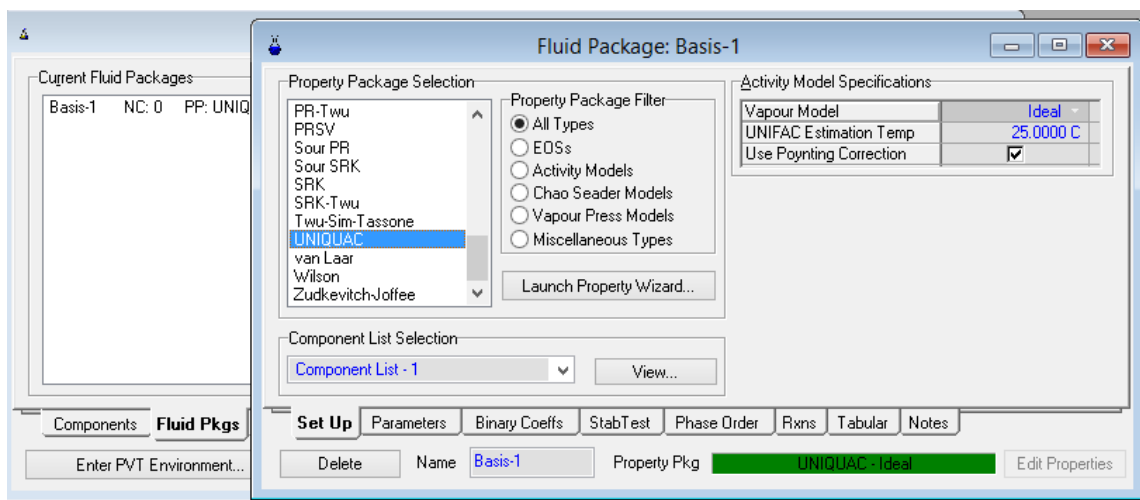 Current Fluid Packages
Basis-1 NC: 0 PP: UNIQ
Components Fluid Pkgs
Enter PVT Environment...
Fluid Package: Basis-1
Property Package Selection
PR-Twu
PRSV
Sour PR
Sour SRK
SRK
SRK-Twu
Twu-Sim-Tassone
UNIQUAC
van Laar
Wilson
Zudkevitch-Joffee
Property Package Filter
All Types
EOSs
Activity Models
Chao Seader Models
Vapour Press Models
Miscellaneous Types
Launch Property Wizard...
Component List Selection
Component List - 1
View...
Activity Model Specifications
Vapour Model Ideal
UNIFAC Estimation Temp 25.0000 C
Use Poynting Correction
Set Up Parameters Binary Coeffs StabTest Phase Order Rxns Tabular Notes
Delete Name Basis-1 Property Pkg UNIQUAC - Ideal Edit Properties